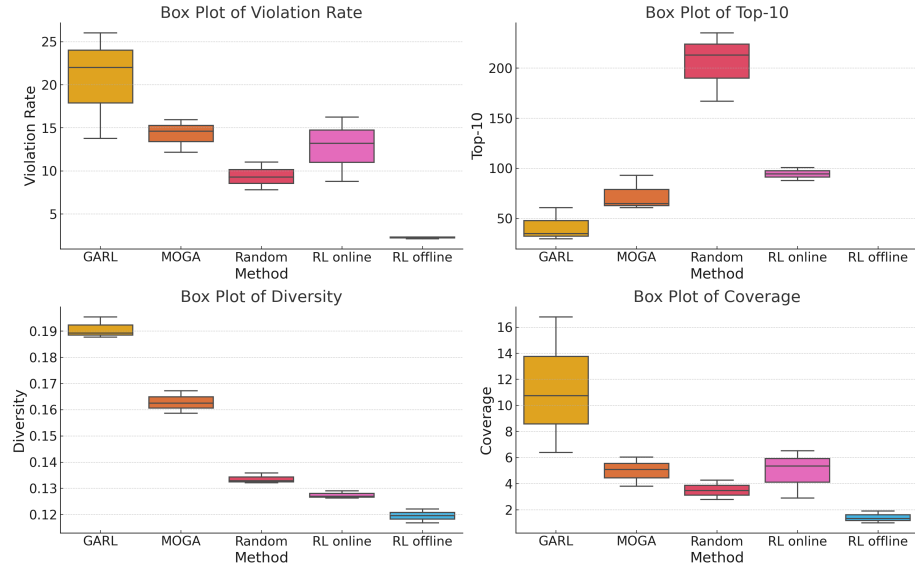 Box Plot of Violation Rate
25
20
15
10
5
Violation Rate
GARL MOGA Random RL online RL offline
Method
Box Plot of Top-10
200
150
100
50
Top-10
GARL MOGA Random RL online RL offline
Method
Box Plot of Diversity
0.19
0.18
0.17
0.16
0.15
0.14
0.13
0.12
Diversity
GARL MOGA Random RL online RL offline
Method
Box Plot of Coverage
16
14
12
10
8
6
4
2
Coverage
GARL MOGA Random RL online RL offline
Method